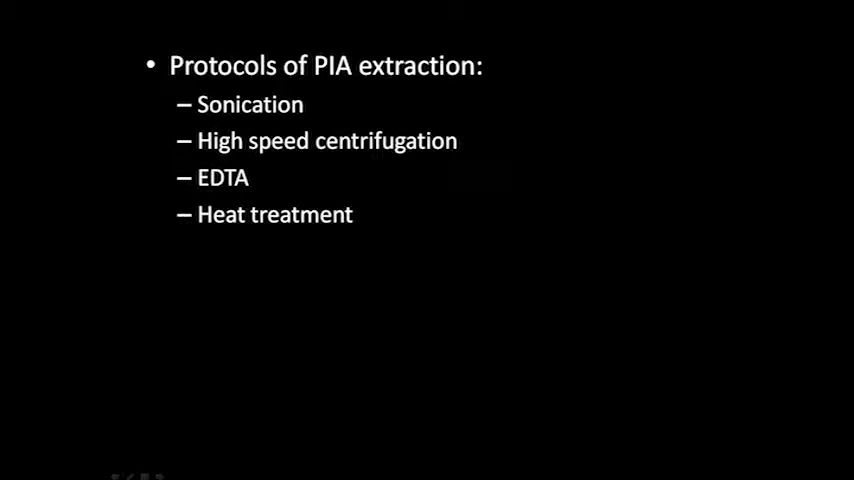 • Protocols of PIA extraction:
– Sonication
– High speed centrifugation
– EDTA
– Heat treatment